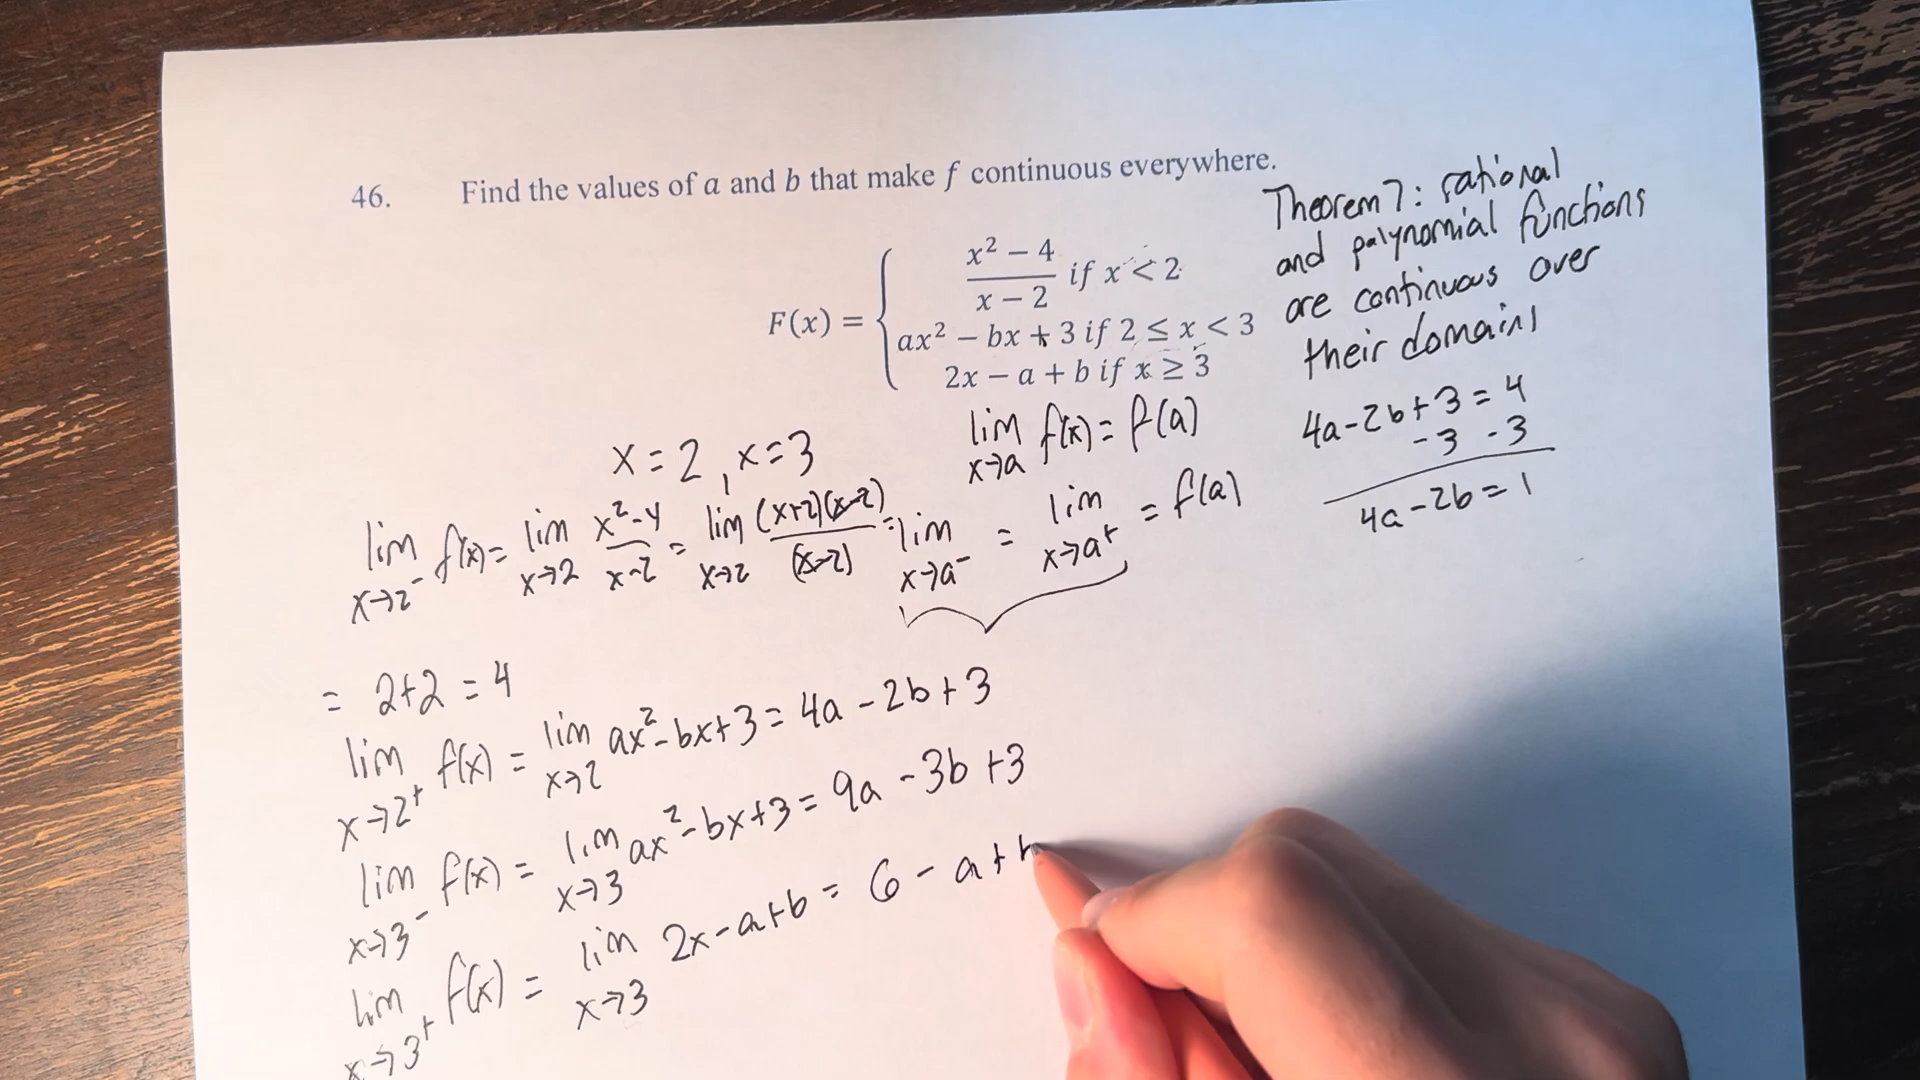 46. Find the values of a and b that make f continuous everywhere.
Theorem 7: rational
and polynomial functions
are continuous over
their domains
F(x) = { (x² − 4)/(x − 2) if x < 2
ax² − bx + 3 if 2 ≤ x < 3
2x − a + b if x ≥ 3
x = 2, x = 3
lim x→a f(x) = f(a)
4a - 2b + 3 = 4
- 3 - 3
4a - 2b = 1
lim x→2⁻ f(x) = lim x→2 (x² - 4)/(x - 2) = lim x→2 (x+2)(x-2)/(x-2) =
lim x→a⁻ = lim x→a⁺ = f(a)
= 2+2 = 4
lim x→2⁺ f(x) = lim x→2 ax² - bx + 3 = 4a - 2b + 3
lim x→3⁻ f(x) = lim x→3 ax² - bx + 3 = 9a - 3b + 3
lim x→3⁺ f(x) = lim x→3 2x - a + b = 6 - a +